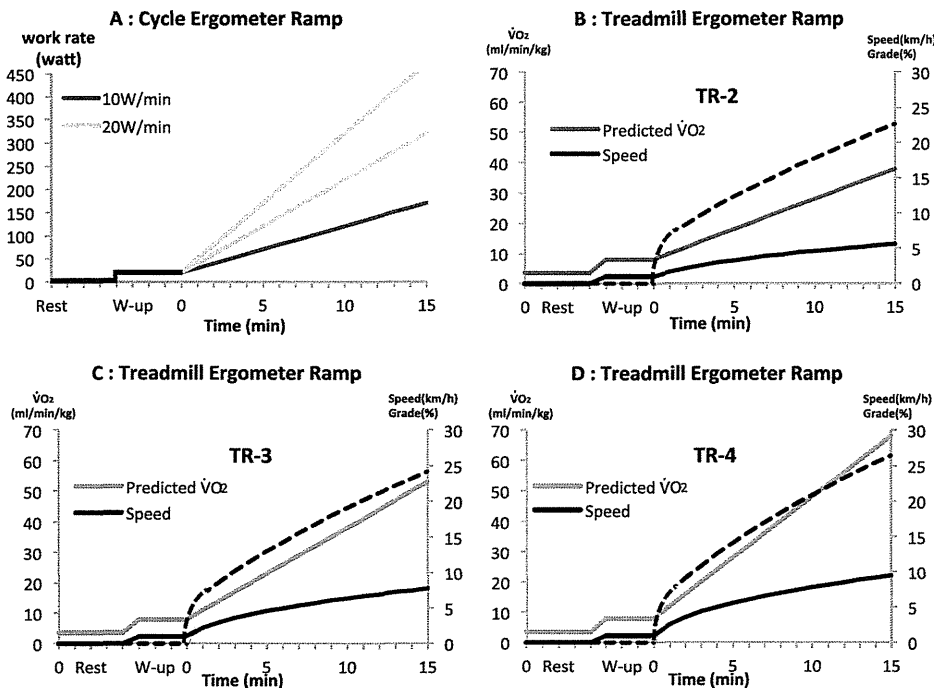 A : Cycle Ergometer Ramp
work rate
(watt)
450
400
350
300
250
200
150
100
50
0
10W/min
20W/min
Rest W-up 0 5 10 15
Time (min)
B : Treadmill Ergometer Ramp
V̇O2
(ml/min/kg)
Speed(km/h)
Grade(%)
TR-2
70
60
50
40
30
20
10
0
Predicted V̇O2
Speed
30
25
20
15
10
5
0
0 Rest W-up 0 5 10 15
Time (min)
C : Treadmill Ergometer Ramp
V̇O2
(ml/min/kg)
Speed(km/h)
Grade(%)
TR-3
70
60
50
40
30
20
10
0
Predicted V̇O2
Speed
30
25
20
15
10
5
0
0 Rest W-up 0 5 10 15
Time (min)
D : Treadmill Ergometer Ramp
V̇O2
(ml/min/kg)
Speed(km/h)
Grade(%)
TR-4
70
60
50
40
30
20
10
0
Predicted V̇O2
Speed
30
25
20
15
10
5
0
0 Rest W-up 0 5 10 15
Time (min)